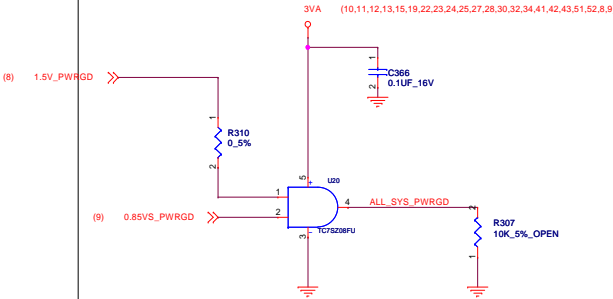 3VA (10,11,12,13,15,19,22,23,24,25,27,28,30,32,34,41,42,43,51,52,8,9
1
C366
0.1UF_16V
2
(8) 1.5V_PWRGD
1
R310
0_5%
2
5
+
U20
1
4
ALL_SYS_PWRGD
2
(9) 0.85VS_PWRGD
2
R307
10K_5%_OPEN
1
3
-
TC7SZ08FU